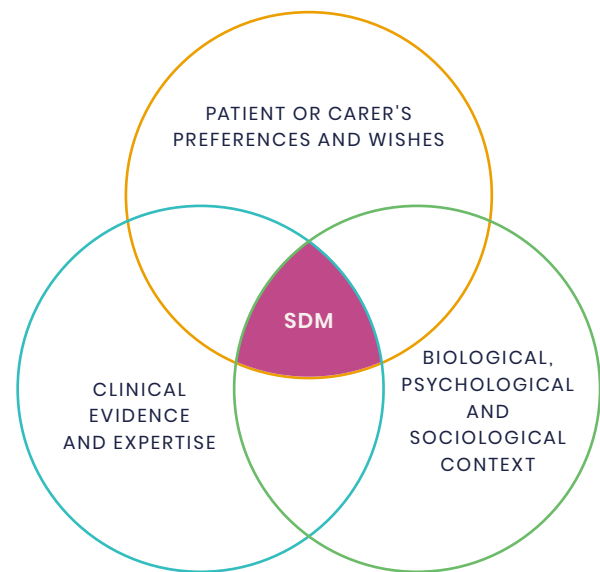 PATIENT OR CARER'S
PREFERENCES AND WISHES
SDM
CLINICAL
EVIDENCE
AND EXPERTISE
BIOLOGICAL,
PSYCHOLOGICAL
AND
SOCIOLOGICAL
CONTEXT